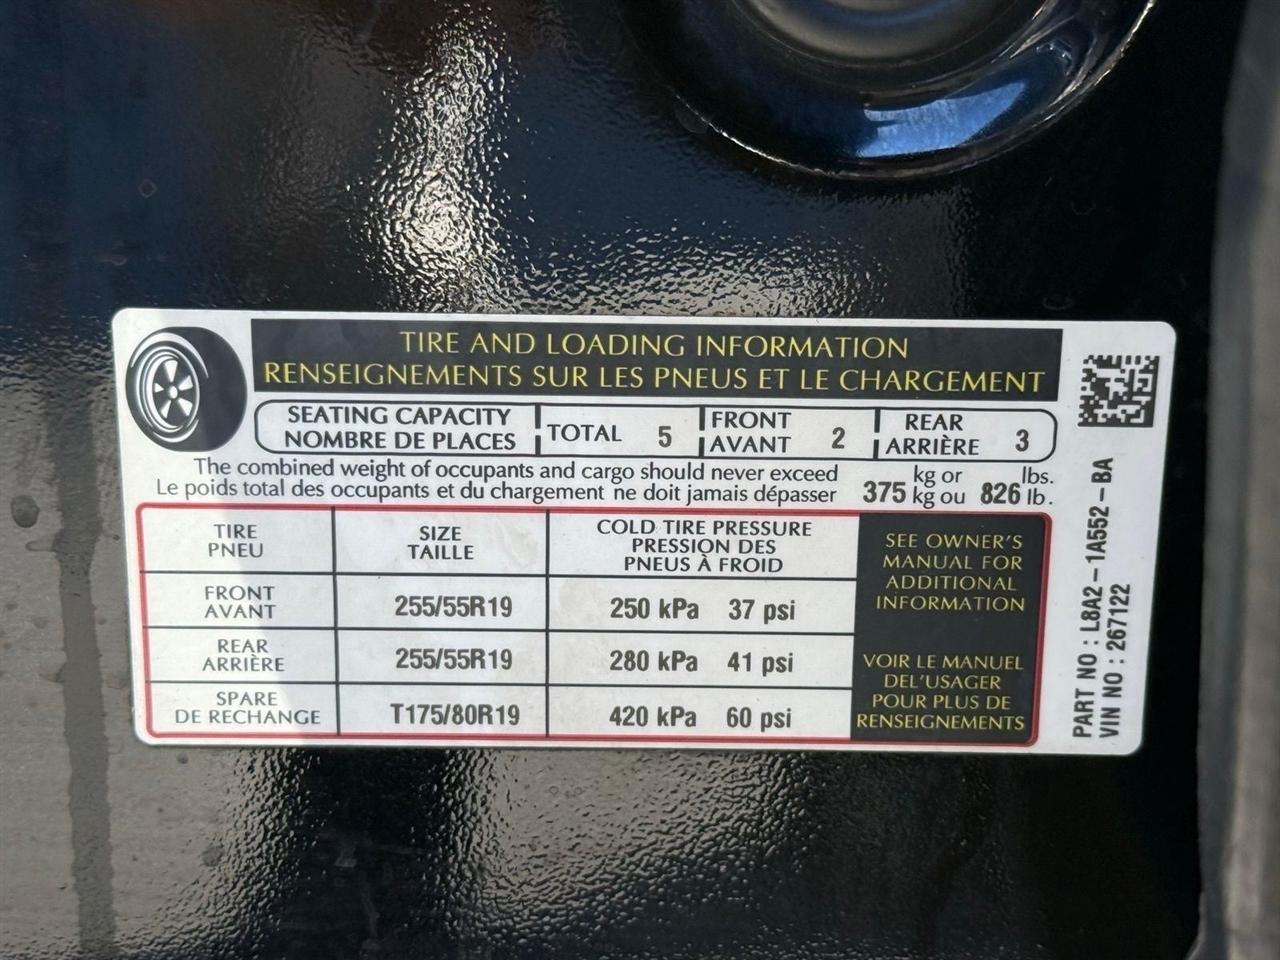 TIRE AND LOADING INFORMATION
RENSEIGNEMENTS SUR LES PNEUS ET LE CHARGEMENT
SEATING CAPACITY
NOMBRE DE PLACES
TOTAL 5
FRONT
AVANT 2
REAR
ARRIÈRE 3
The combined weight of occupants and cargo should never exceed 375 kg or 826 lbs.
Le poids total des occupants et du chargement ne doit jamais dépasser kg ou lb.
TIRE
PNEU
SIZE
TAILLE
COLD TIRE PRESSURE
PRESSION DES
PNEUS À FROID
FRONT
AVANT
255/55R19
250 kPa 37 psi
REAR
ARRIÈRE
255/55R19
280 kPa 41 psi
SPARE
DE RECHANGE
T175/80R19
420 kPa 60 psi
SEE OWNER'S
MANUAL FOR
ADDITIONAL
INFORMATION
VOIR LE MANUEL
DEL'USAGER
POUR PLUS DE
RENSEIGNEMENTS
PART NO : L8A2 - 1A552 - BA
VIN NO : 267122